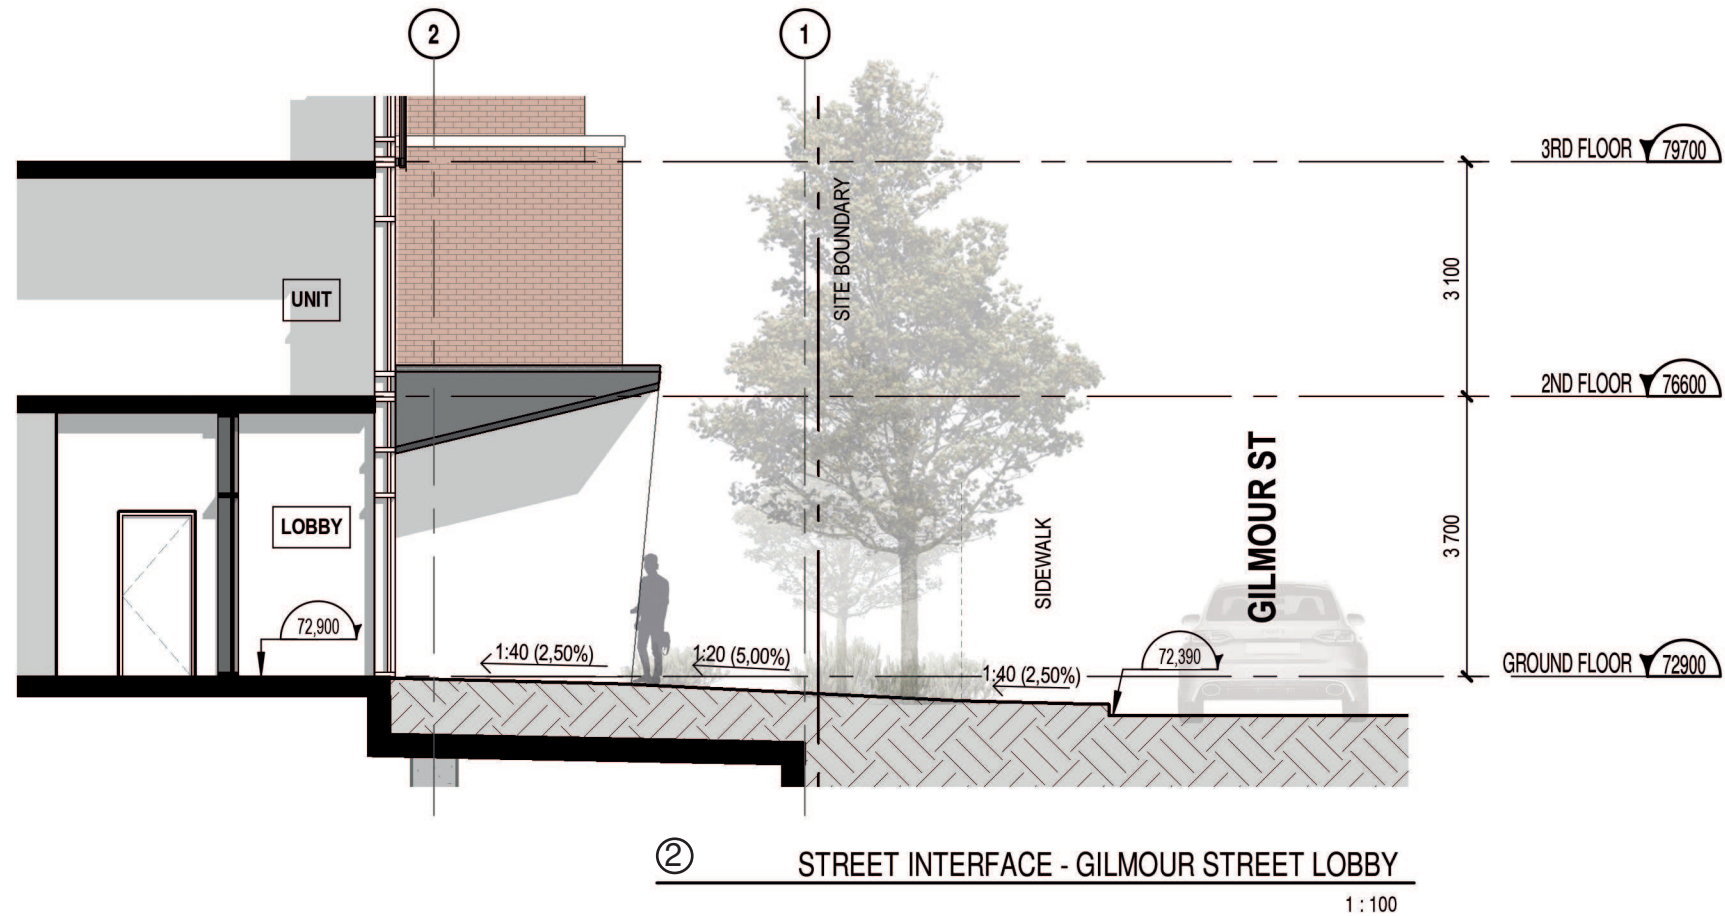 2
1
3RD FLOOR 79700
SITE BOUNDARY
3 100
UNIT
2ND FLOOR 76600
GILMOUR ST
LOBBY
SIDEWALK
3 700
72,900
1:40 (2,50%)
1:20 (5,00%)
1:40 (2,50%)
72,390
GROUND FLOOR 72900
2 STREET INTERFACE - GILMOUR STREET LOBBY
1 : 100